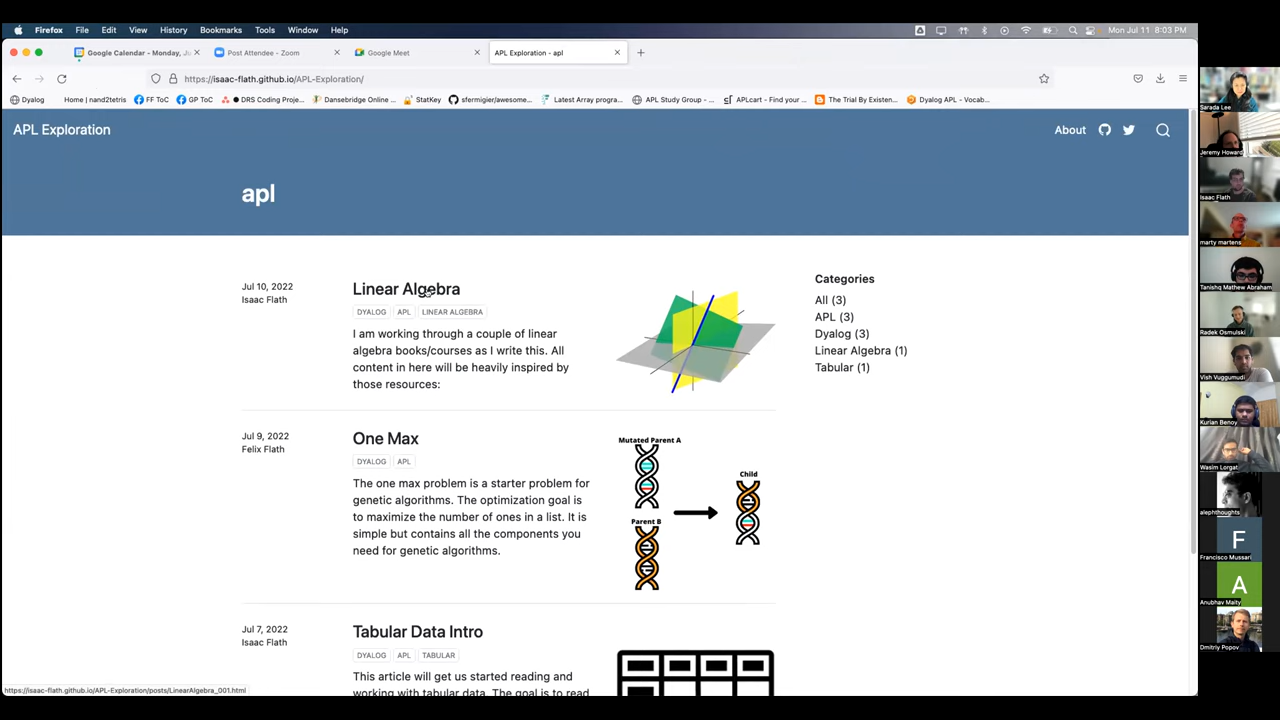 Firefox File Edit View History Bookmarks Tools Window Help Mon Jul 11 8:03 PM
Google Calendar - Monday, Ju Post Attendee - Zoom Google Meet APL Exploration - apl
https://isaac-flath.github.io/APL-Exploration/
Dyalog Home | nand2tetris FF ToC GP ToC DRS Coding Proje... Dansebridge Online ... StatKey sfermigier/awesome... Latest Array progra... APL Study Group - ... APLcart - Find your ... The Trial By Existen... Dyalog APL - Vocab...
APL Exploration About
apl
Jul 10, 2022
Isaac Flath
Linear Algebra
DYALOG APL LINEAR ALGEBRA
I am working through a couple of linear
algebra books/courses as I write this. All
content in here will be heavily inspired by
those resources:
Categories
All (3)
APL (3)
Dyalog (3)
Linear Algebra (1)
Tabular (1)
Jul 9, 2022
Felix Flath
One Max
DYALOG APL
The one max problem is a starter problem for
genetic algorithms. The optimization goal is
to maximize the number of ones in a list. It is
simple but contains all the components you
need for genetic algorithms.
Mutated Parent A
Parent B
Child
Jul 7, 2022
Isaac Flath
Tabular Data Intro
DYALOG APL TABULAR
This article will get us started reading and
working with tabular data. The goal is to read
https://isaac-flath.github.io/APL-Exploration/posts/LinearAlgebra_001.html
Sarada Lee
Jeremy Howard
Isaac Flath
marty martens
Tanishq Mathew Abraham
Radek Osmulski
Vish Vuggumudi
Kurian Benoy
Wasim Lorgat
alephthoughts
F
Francisco Mussari
A
Anubhav Maity
Dmitriy Popov